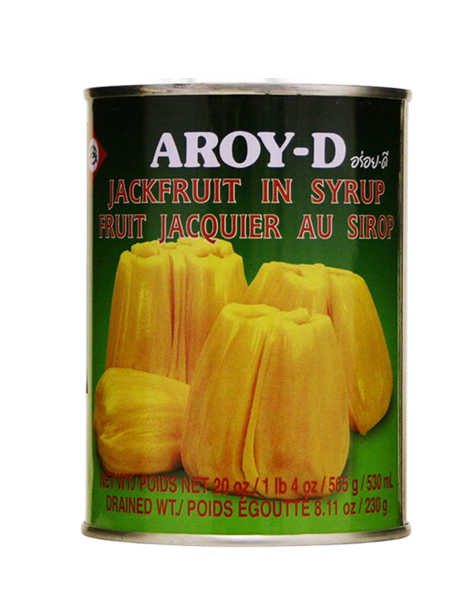 AROY-D อร่อย-ดี
JACKFRUIT IN SYRUP
FRUIT JACQUIER AU SIROP
NET WT./ POIDS NET 20 oz / 1 lb 4 oz / 565 g / 530 mL
DRAINED WT./ POIDS ÉGOUTTÉ 8.11 oz / 230 g